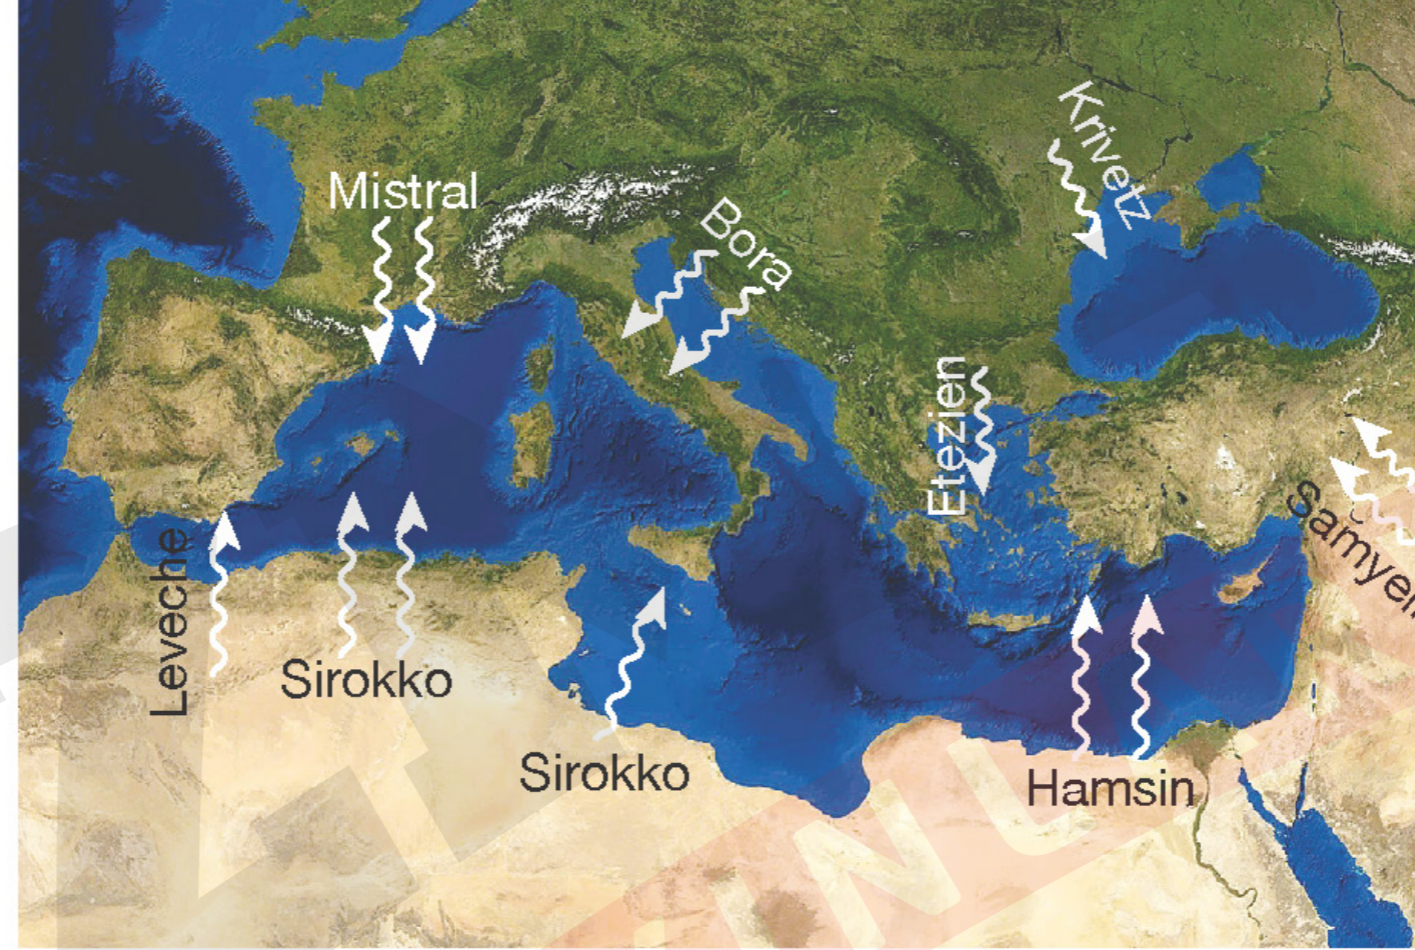 Krivetz
Mistral
Bora
Etezien
Leveche
Sirokko
Sirokko
Hamsin